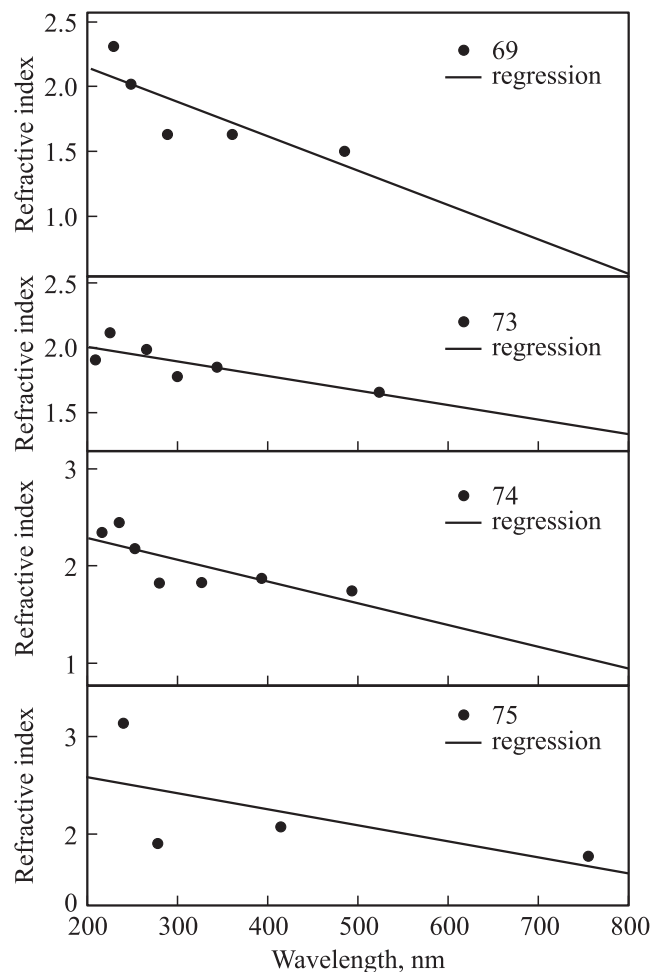 Refractive index
2.5
2.0
1.5
1.0
69
regression
Refractive index
2.5
2.0
1.5
73
regression
Refractive index
3
2
1
74
regression
Refractive index
3
2
0
75
regression
200 300 400 500 600 700 800
Wavelength, nm